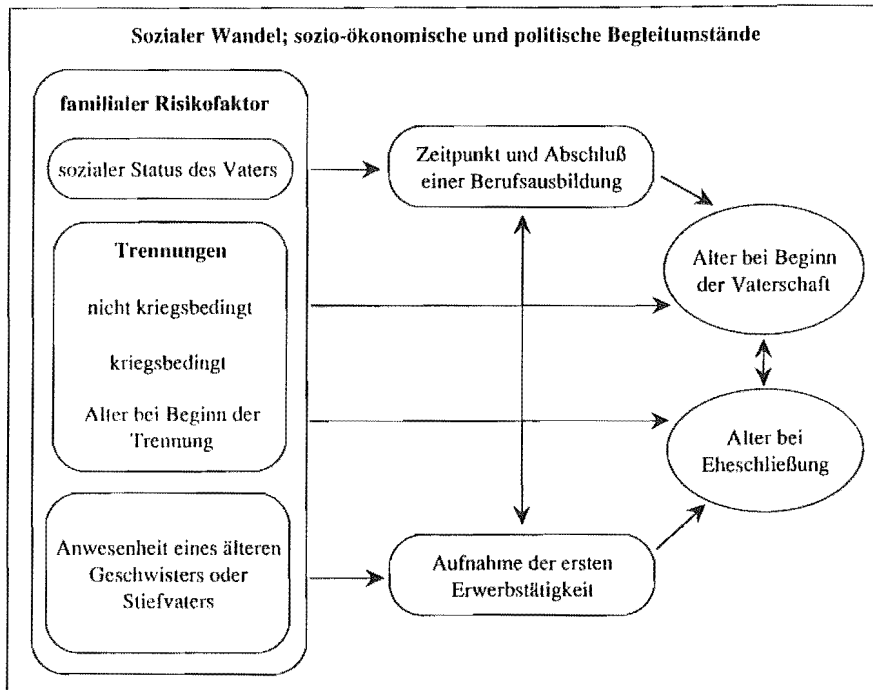 Sozialer Wandel; sozio-ökonomische und politische Begleitumstände
familialer Risikofaktor
sozialer Status des Vaters
Trennungen
nicht kriegsbedingt
kriegsbedingt
Alter bei Beginn der
Trennung
Anwesenheit eines älteren
Geschwisters oder
Stiefvaters
Zeitpunkt und Abschluß
einer Berufsausbildung
Aufnahme der ersten
Erwerbstätigkeit
Alter bei Beginn
der Vaterschaft
Alter bei
Eheschließung